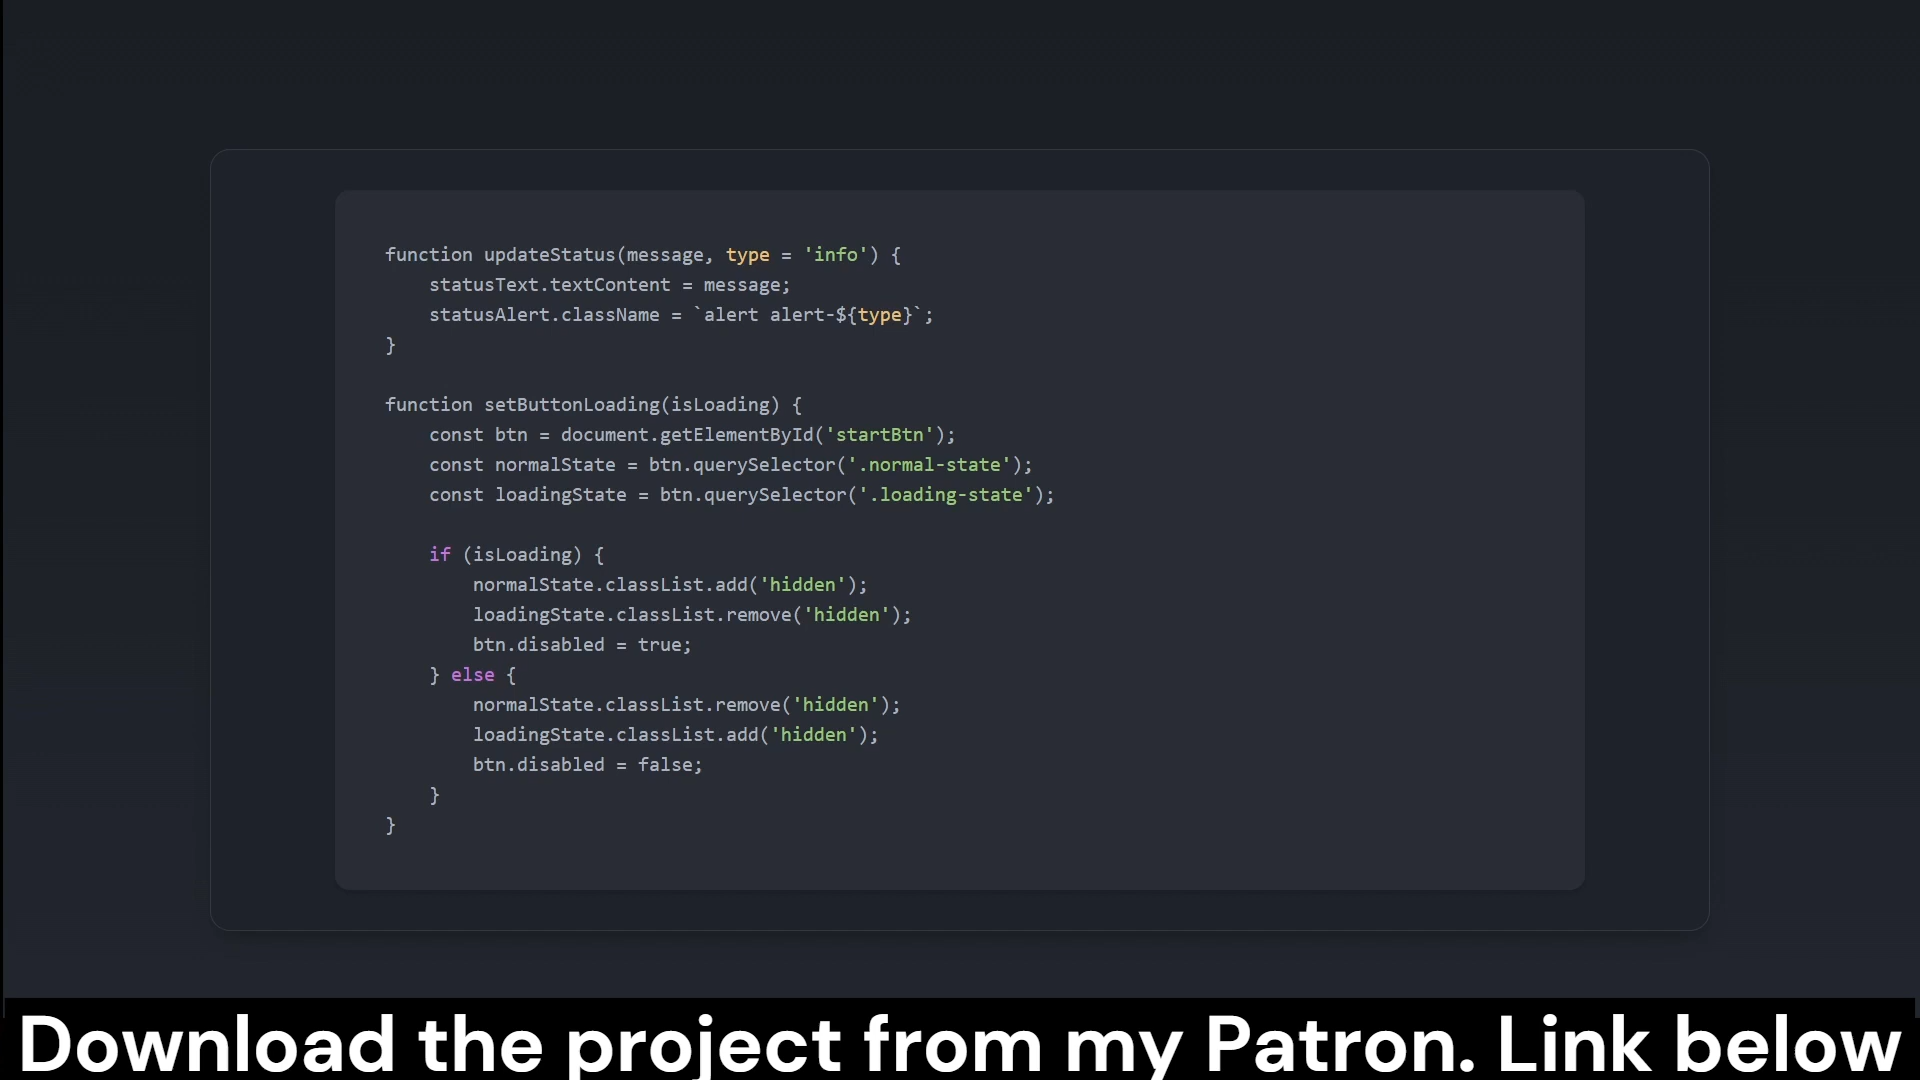 function updateStatus(message, type = 'info') {
    statusText.textContent = message;
    statusAlert.className = `alert alert-${type}`;
}

function setButtonLoading(isLoading) {
    const btn = document.getElementById('startBtn');
    const normalState = btn.querySelector('.normal-state');
    const loadingState = btn.querySelector('.loading-state');

    if (isLoading) {
        normalState.classList.add('hidden');
        loadingState.classList.remove('hidden');
        btn.disabled = true;
    } else {
        normalState.classList.remove('hidden');
        loadingState.classList.add('hidden');
        btn.disabled = false;
    }
}
Download the project from my Patron. Link below